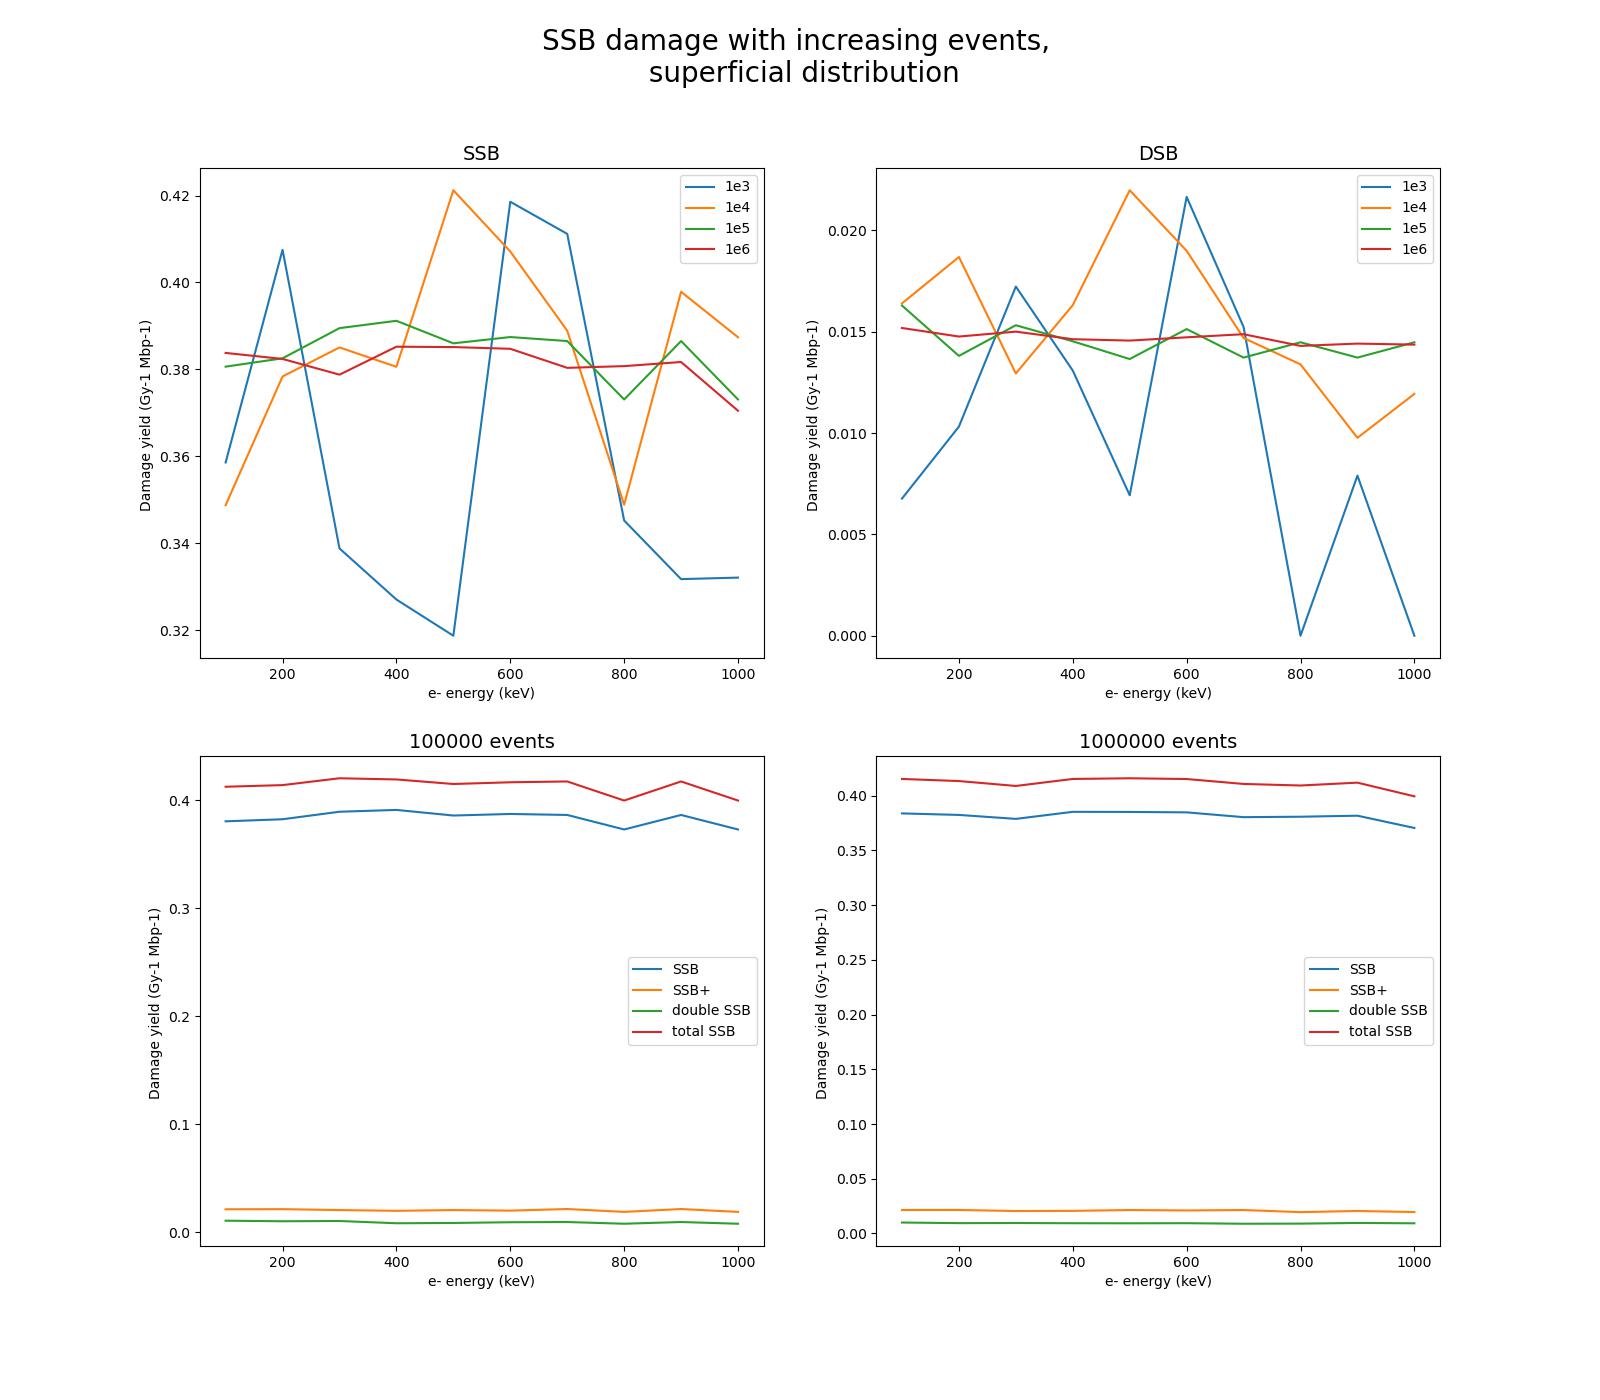 SSB damage with increasing events,
superficial distribution
SSB
0.42
0.40
0.38
0.36
0.34
0.32
Damage yield (Gy-1 Mbp-1)
1e3
1e4
1e5
1e6
200 400 600 800 1000
e- energy (keV)
DSB
0.020
0.015
0.010
0.005
0.000
Damage yield (Gy-1 Mbp-1)
1e3
1e4
1e5
1e6
200 400 600 800 1000
e- energy (keV)
100000 events
0.4
0.3
0.2
0.1
0.0
Damage yield (Gy-1 Mbp-1)
SSB
SSB+
double SSB
total SSB
200 400 600 800 1000
e- energy (keV)
1000000 events
0.40
0.35
0.30
0.25
0.20
0.15
0.10
0.05
0.00
Damage yield (Gy-1 Mbp-1)
SSB
SSB+
double SSB
total SSB
200 400 600 800 1000
e- energy (keV)